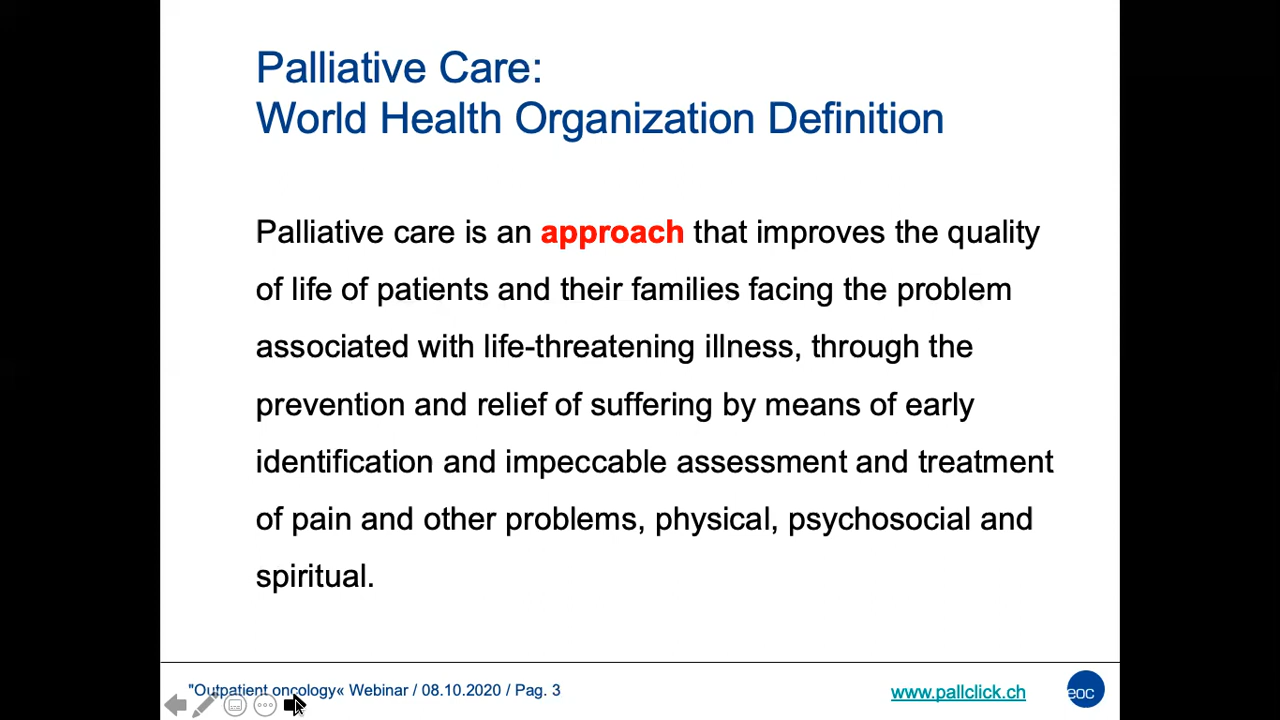 Palliative Care:
World Health Organization Definition
Palliative care is an approach that improves the quality
of life of patients and their families facing the problem
associated with life-threatening illness, through the
prevention and relief of suffering by means of early
identification and impeccable assessment and treatment
of pain and other problems, physical, psychosocial and
spiritual.
"Outpatient oncology« Webinar / 08.10.2020 / Pag. 3
www.pallclick.ch
eoc